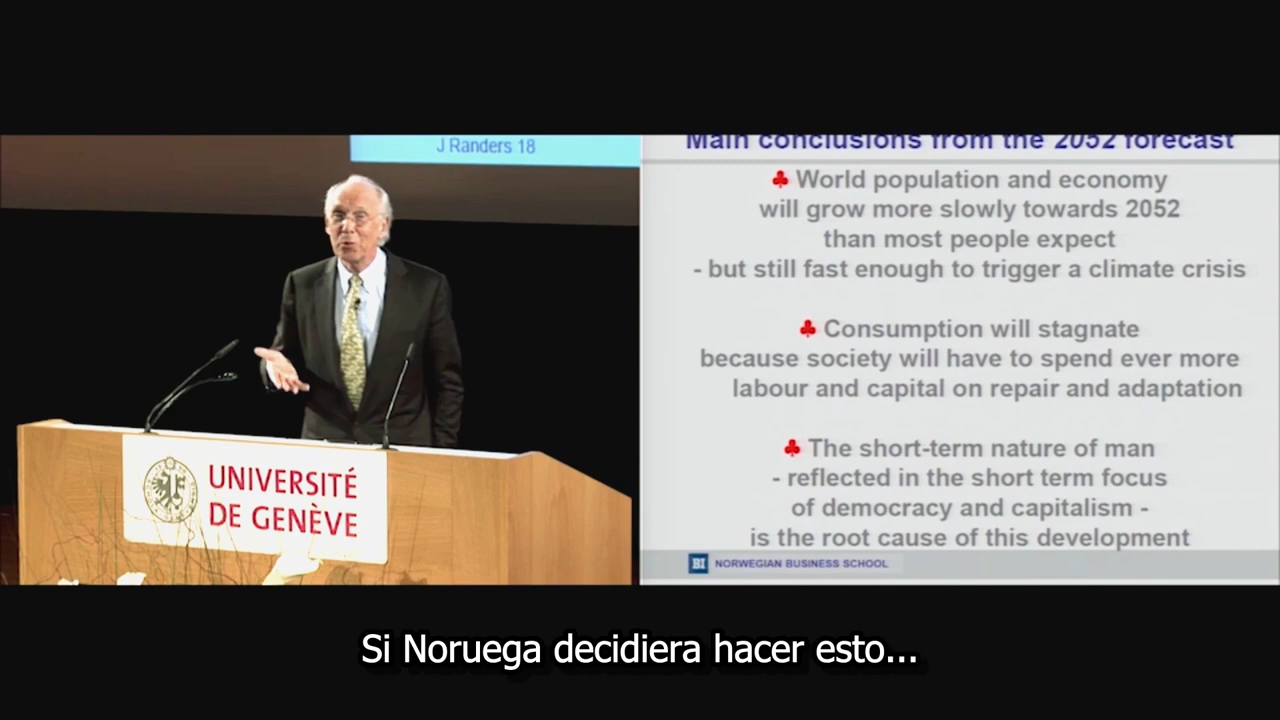 J Randers 18
UNIVERSITÉ
DE GENÈVE
Main conclusions from the 2052 forecast
♣ World population and economy
will grow more slowly towards 2052
than most people expect
- but still fast enough to trigger a climate crisis
♣ Consumption will stagnate
because society will have to spend ever more
labour and capital on repair and adaptation
♣ The short-term nature of man
- reflected in the short term focus
of democracy and capitalism -
is the root cause of this development
BI NORWEGIAN BUSINESS SCHOOL
Si Noruega decidiera hacer esto...